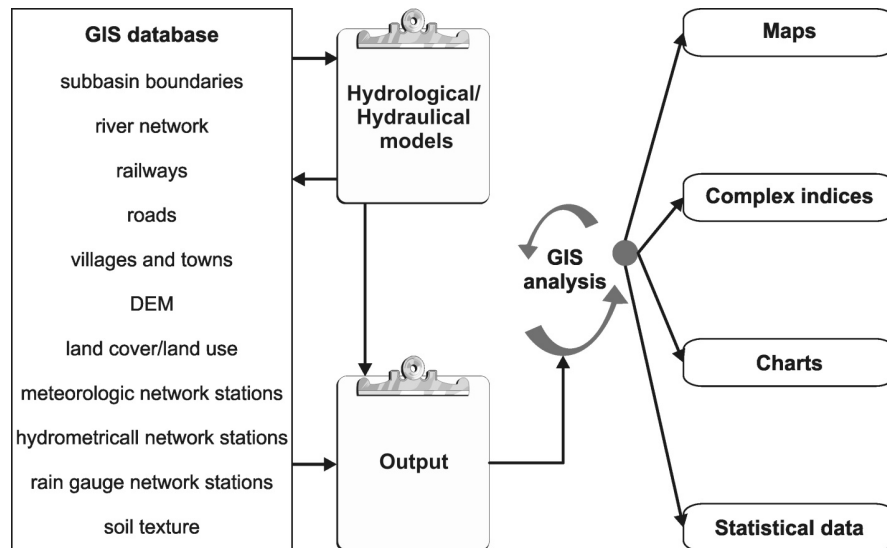 GIS database
subbasin boundaries
river network
railways
roads
villages and towns
DEM
land cover/land use
meteorologic network stations
hydrometricall network stations
rain gauge network stations
soil texture
Hydrological/
Hydraulical
models
Output
GIS
analysis
Maps
Complex indices
Charts
Statistical data